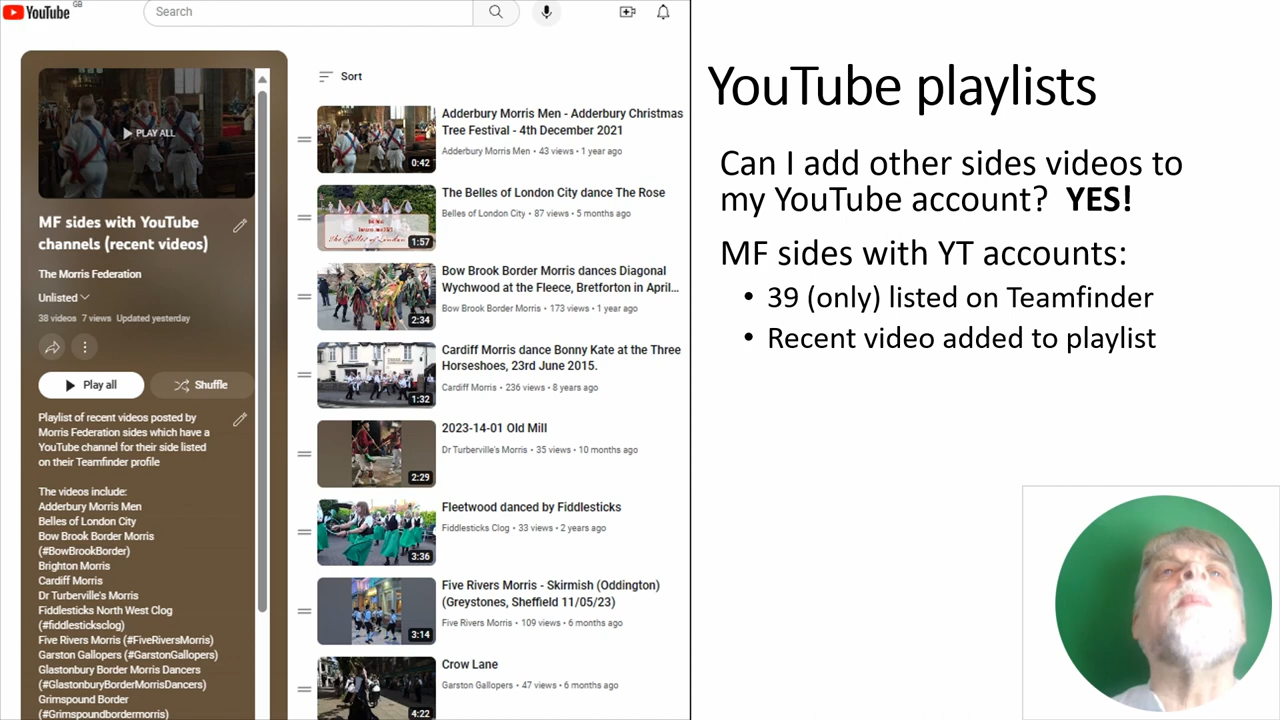 YouTube GB
Search
PLAY ALL
MF sides with YouTube
channels (recent videos)
The Morris Federation
Unlisted
38 videos 7 views Updated yesterday
Play all
Shuffle
Playlist of recent videos posted by
Morris Federation sides which have a
YouTube channel for their side listed
on their Teamfinder profile
The videos include:
Adderbury Morris Men
Belles of London City
Bow Brook Border Morris
(#BowBrookBorder)
Brighton Morris
Cardiff Morris
Dr Turberville's Morris
Fiddlesticks North West Clog
(#fiddlesticksclog)
Five Rivers Morris (#FiveRiversMorris)
Garston Gallopers (#GarstonGallopers)
Glastonbury Border Morris Dancers
(#GlastonburyBorderMorrisDancers)
Grimspound Border
(#Grimspoundbordermorris)
Sort
Adderbury Morris Men - Adderbury Christmas
Tree Festival - 4th December 2021
Adderbury Morris Men • 43 views • 1 year ago
0:42
The Belles of London City dance The Rose
Belles of London City • 87 views • 5 months ago
The Belles of London
1:57
Bow Brook Border Morris dances Diagonal
Wychwood at the Fleece, Bretforton in April...
Bow Brook Border Morris • 173 views • 1 year ago
2:34
Cardiff Morris dance Bonny Kate at the Three
Horseshoes, 23rd June 2015.
Cardiff Morris • 236 views • 8 years ago
1:32
2023-14-01 Old Mill
Dr Turberville's Morris • 35 views • 10 months ago
2:29
Fleetwood danced by Fiddlesticks
Fiddlesticks Clog • 33 views • 2 years ago
3:36
Five Rivers Morris - Skirmish (Oddington)
(Greystones, Sheffield 11/05/23)
Five Rivers Morris • 109 views • 6 months ago
3:14
Crow Lane
Garston Gallopers • 47 views • 6 months ago
4:22
YouTube playlists
Can I add other sides videos to
my YouTube account? YES!
MF sides with YT accounts:
• 39 (only) listed on Teamfinder
• Recent video added to playlist